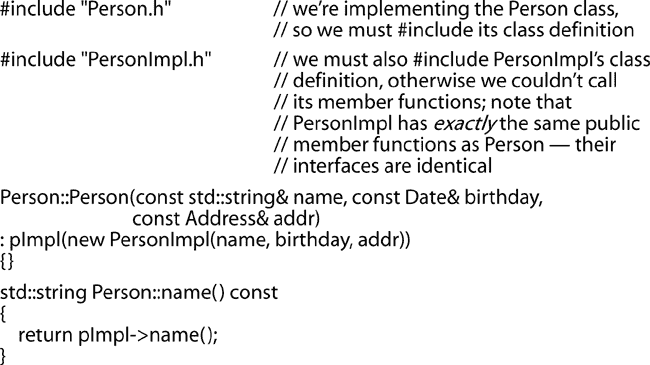 #include "Person.h" // we're implementing the Person class,
// so we must #include its class definition
#include "PersonImpl.h" // we must also #include PersonImpl's class
// definition, otherwise we couldn't call
// its member functions; note that
// PersonImpl has exactly the same public
// member functions as Person — their
// interfaces are identical
Person::Person(const std::string& name, const Date& birthday,
const Address& addr)
: pImpl(new PersonImpl(name, birthday, addr))
{}
std::string Person::name() const
{
return pImpl->name();
}